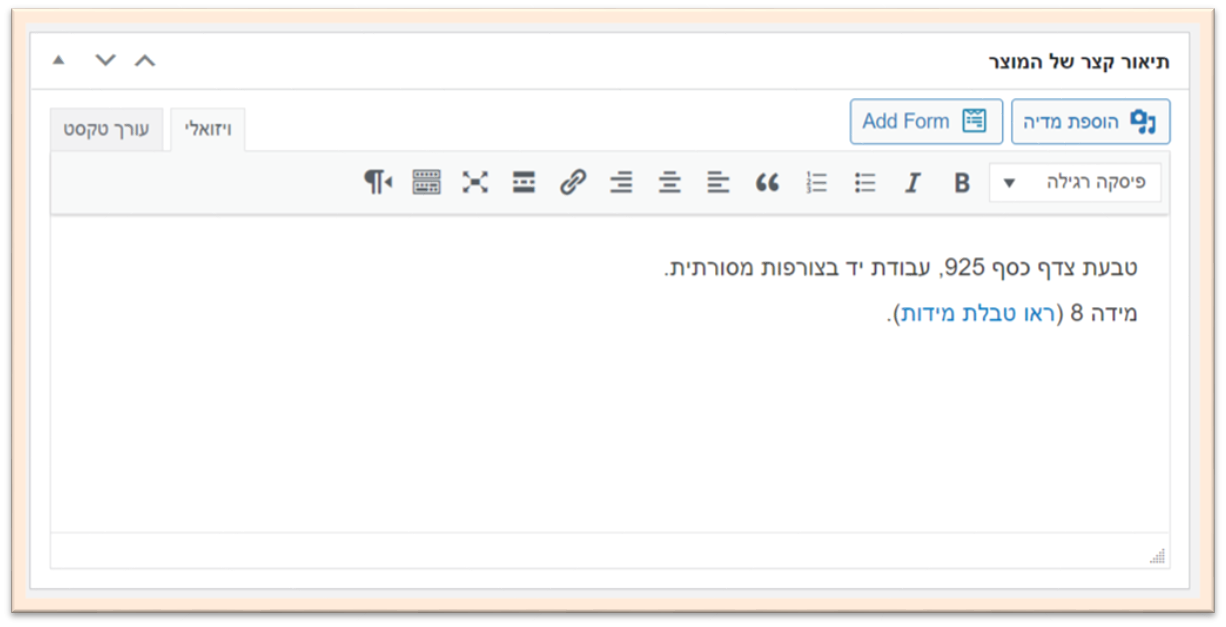 תיאור קצר של המוצר
הוספת מדיה
Add Form
ויזואלי
עורך טקסט
פיסקה רגילה
B I
טבעת צדף כסף 925, עבודת יד בצורפות מסורתית.
מידה 8 (ראו טבלת מידות).